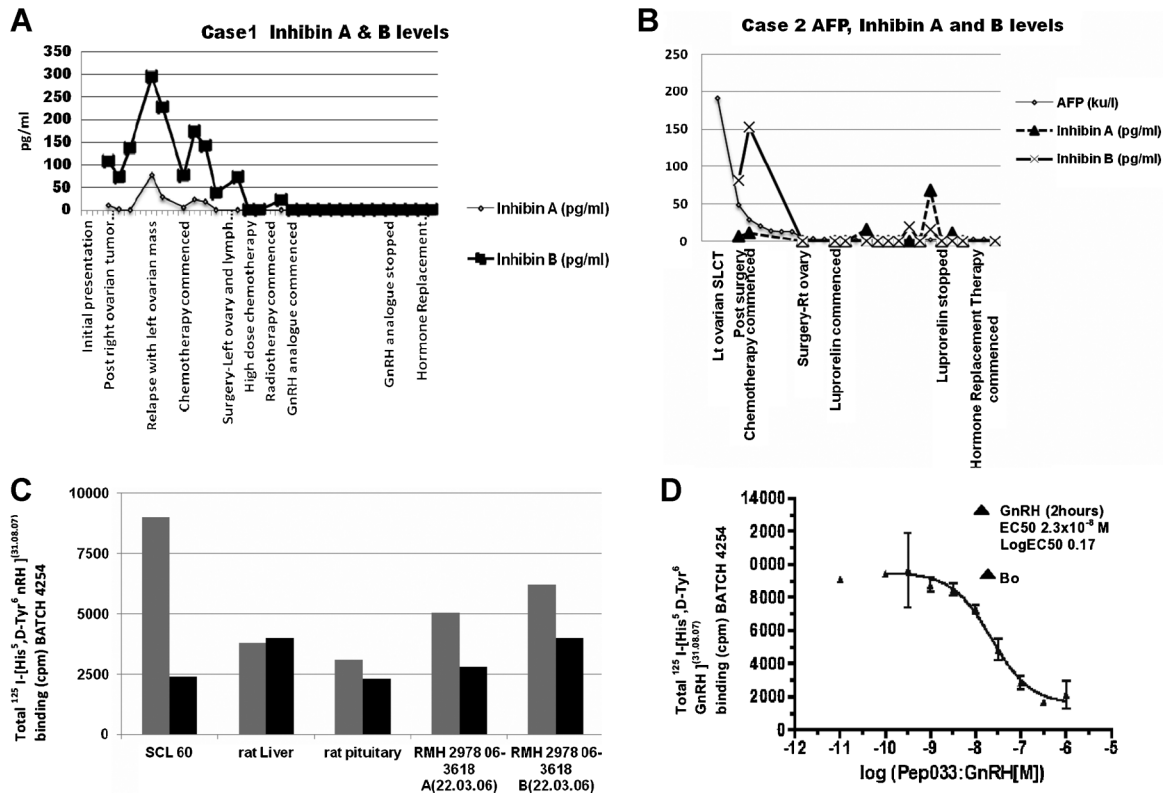 A
Case1 Inhibin A & B levels
350
300
250
200
150
100
50
0
pg/ml
Initial presentation
Post right ovarian tumor
Relapse with left ovarian mass
Chemotherapy commenced
Surgery-Left ovary and lymph
High dose chemotherapy
Radiotherapy commenced
GnRH analogue commenced
GnRH analogue stopped
Hormone Replacement
Inhibin A (pg/ml)
Inhibin B (pg/ml)
B
Case 2 AFP, Inhibin A and B levels
250
200
150
100
50
0
Lt ovarian SLCT
Post surgery
Chemotherapy commenced
Surgery-Rt ovary
Luprorelin commenced
Luprorelin stopped
Hormone Replacement Therapy
commenced
AFP (ku/l)
Inhibin A (pg/ml)
Inhibin B (pg/ml)
C
Total ¹²⁵ I-[His⁵,D-Tyr⁶ nRH ]⁽³¹·⁰⁸·⁰⁷⁾
binding (cpm) BATCH 4254
10000
7500
5000
2500
0
SCL 60
rat Liver
rat pituitary
RMH 2978 06-
3618
A(22.03.06)
RMH 2978 06-
3618
B(22.03.06)
D
Total ¹²⁵ I-[His⁵,D-Tyr⁶
GnRH ]⁽³¹·⁰⁸·⁰⁷⁾
binding (cpm) BATCH 4254
14000
2 000
0 000
8000
6000
4000
2000
0
GnRH (2hours)
EC50 2.3x10⁻⁸ M
LogEC50 0.17
Bo
-12
-11
-10
-9
-8
-7
-6
-5
log (Pep033:GnRH[M])